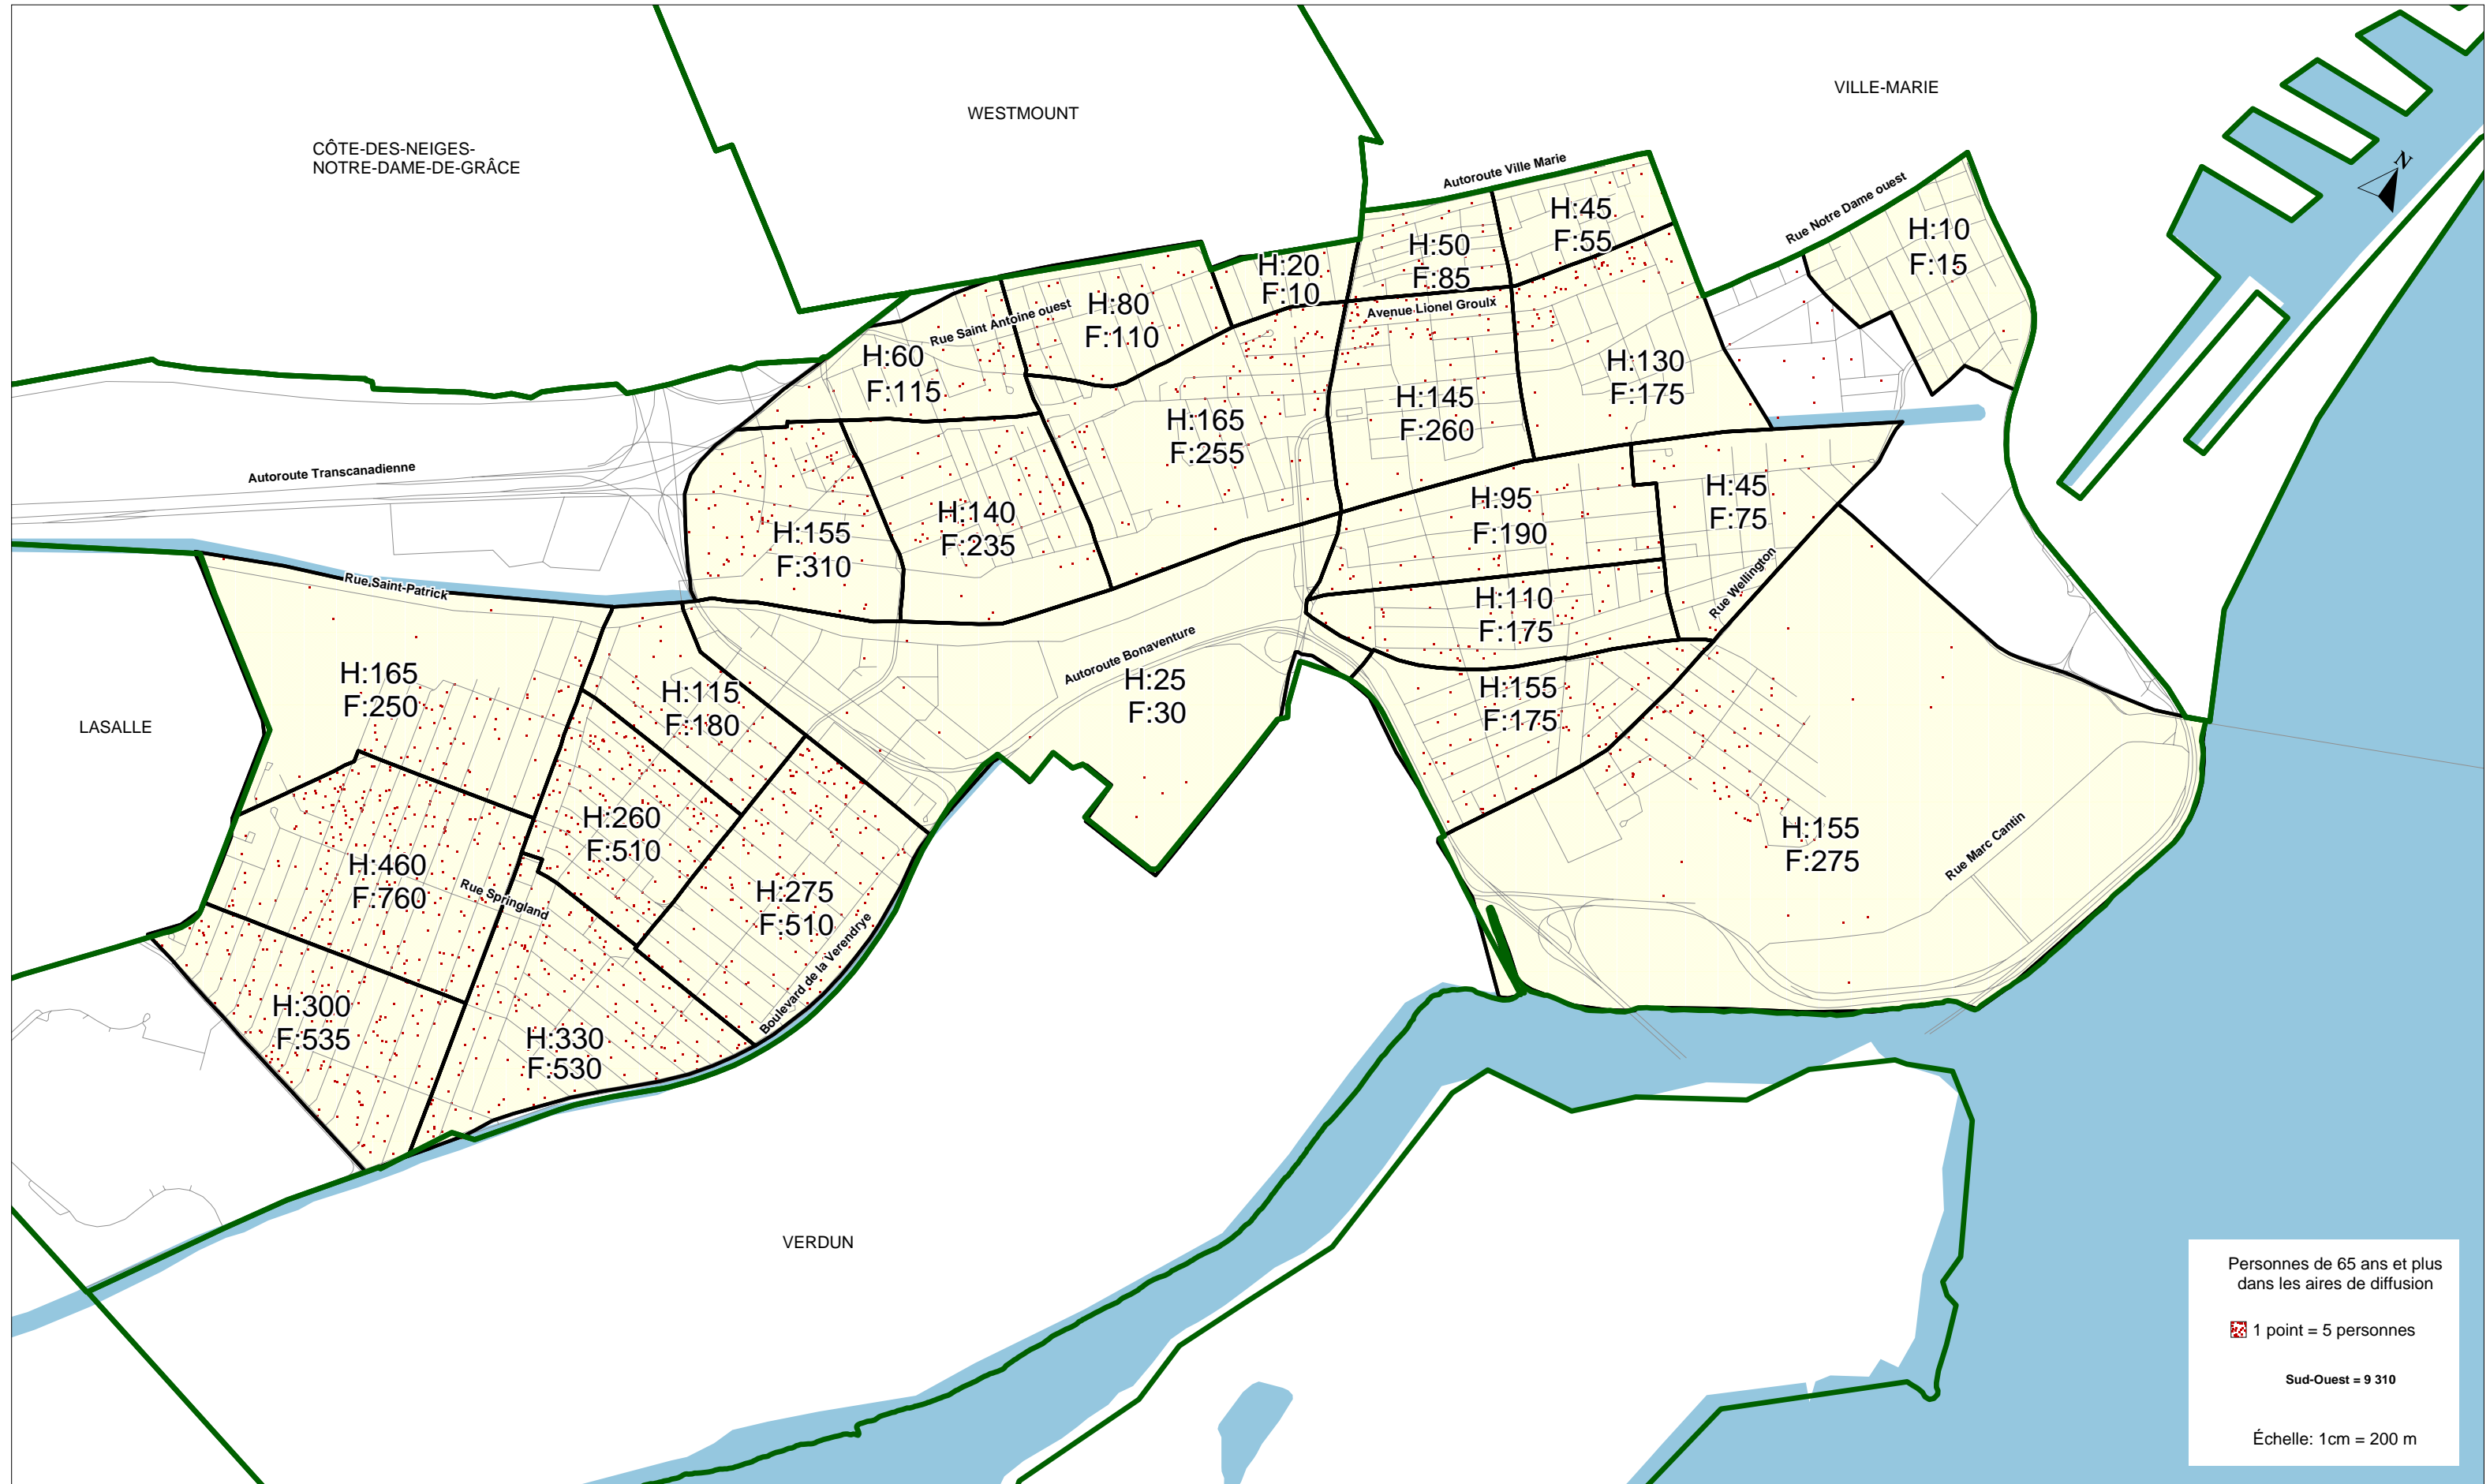 VILLE-MARIE
WESTMOUNT
CÔTE-DES-NEIGES-
NOTRE-DAME-DE-GRÂCE
Autoroute Ville Marie
Rue Notre Dame ouest
N
H:45
F:55
H:10
F:15
H:50
F:85
H:20
F:10
H:80
F:110
Rue Saint Antoine ouest
Avenue Lionel Groulx
H:60
F:115
H:130
F:175
H:145
F:260
H:165
F:255
Autoroute Transcanadienne
H:95
F:190
H:45
F:75
H:140
F:235
H:155
F:310
Rue Saint-Patrick
Rue Wellington
H:110
F:175
Autoroute Bonaventure
H:25
F:30
H:155
F:175
H:165
F:250
H:115
F:180
LASALLE
H:260
F:510
H:155
F:275
Rue Marc Cantin
H:460
F:760
Rue Springland
H:275
F:510
Boulevard de la Verendrye
H:300
F:535
H:330
F:530
VERDUN
Personnes de 65 ans et plus
dans les aires de diffusion
1 point = 5 personnes
Sud-Ouest = 9 310
Échelle: 1cm = 200 m